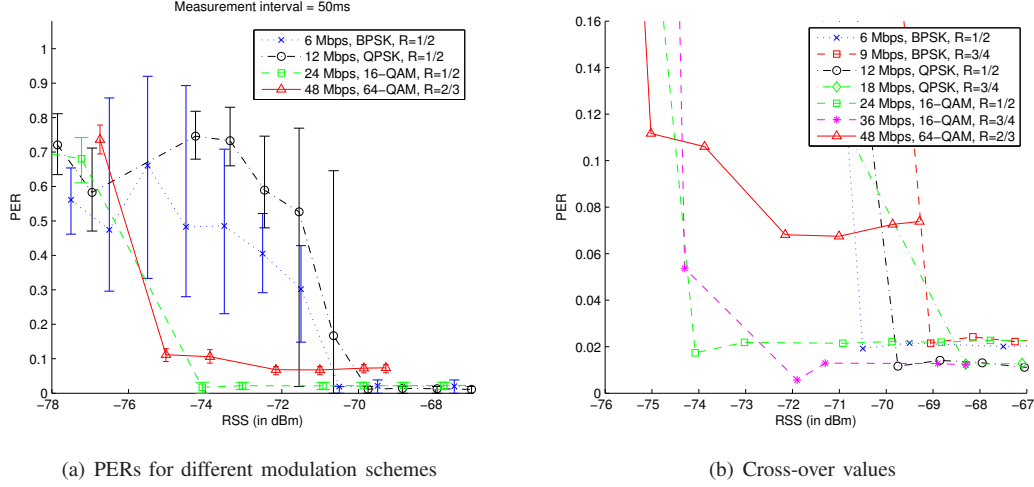 Measurement interval = 50ms
PER
1
0.9
0.8
0.7
0.6
0.5
0.4
0.3
0.2
0.1
0
−78
−76
−74
−72
−70
−68
RSS (in dBm)
6 Mbps, BPSK, R=1/2
12 Mbps, QPSK, R=1/2
24 Mbps, 16−QAM, R=1/2
48 Mbps, 64−QAM, R=2/3
(a) PERs for different modulation schemes
PER
0.16
0.14
0.12
0.1
0.08
0.06
0.04
0.02
0
−76
−75
−74
−73
−72
−71
−70
−69
−68
−67
RSS (in dBm)
6 Mbps, BPSK, R=1/2
9 Mbps, BPSK, R=3/4
12 Mbps, QPSK, R=1/2
18 Mbps, QPSK, R=3/4
24 Mbps, 16−QAM, R=1/2
36 Mbps, 16−QAM, R=3/4
48 Mbps, 64−QAM, R=2/3
(b) Cross-over values